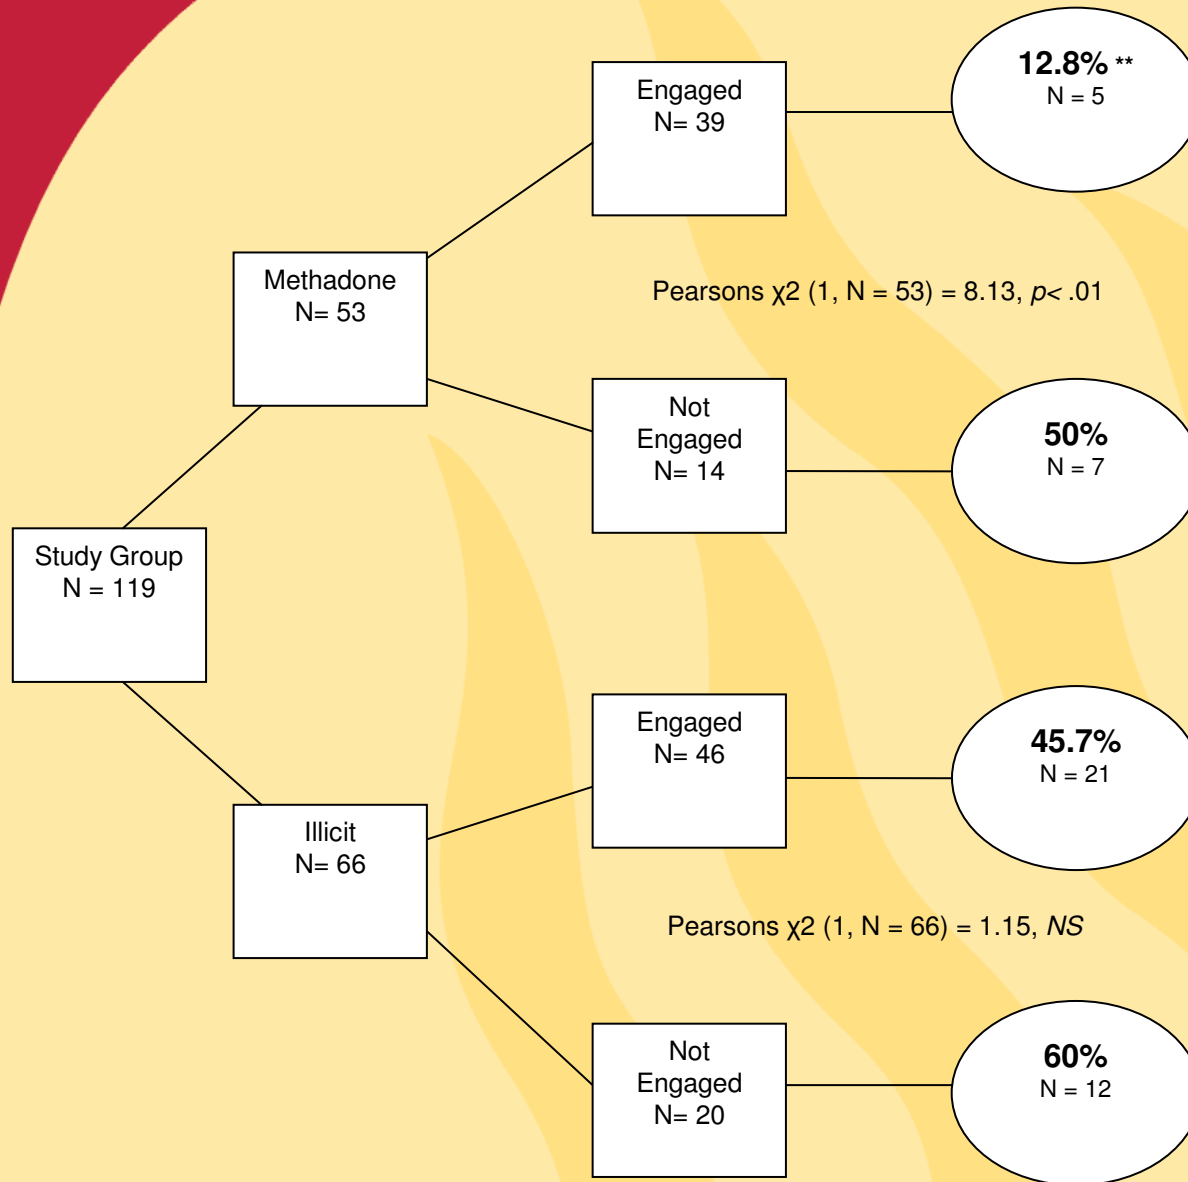 12.8% **
N = 5
Engaged
N= 39
Methadone
N= 53
Pearsons χ2 (1, N = 53) = 8.13, p< .01
Not
Engaged
N= 14
50%
N = 7
Study Group
N = 119
Engaged
N= 46
45.7%
N = 21
Illicit
N= 66
Pearsons χ2 (1, N = 66) = 1.15, NS
Not
Engaged
N= 20
60%
N = 12